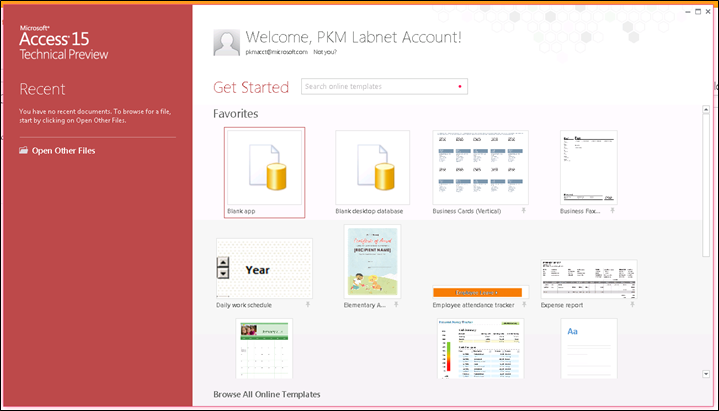 Microsoft®
Access®15
Technical Preview
Recent
You have no recent documents. To browse for a file,
start by clicking on Open Other Files.
Open Other Files
Welcome, PKM Labnet Account!
pkmacct@microsoft.com Not you?
Get Started
Search online templates
Favorites
Blank app
Blank desktop database
Business Cards (Vertical)
Business Fax...
Year
[RECIPIENT NAME]
Daily work schedule
Elementary A...
Employee attendance tracker
Expense report
Aa
Browse All Online Templates